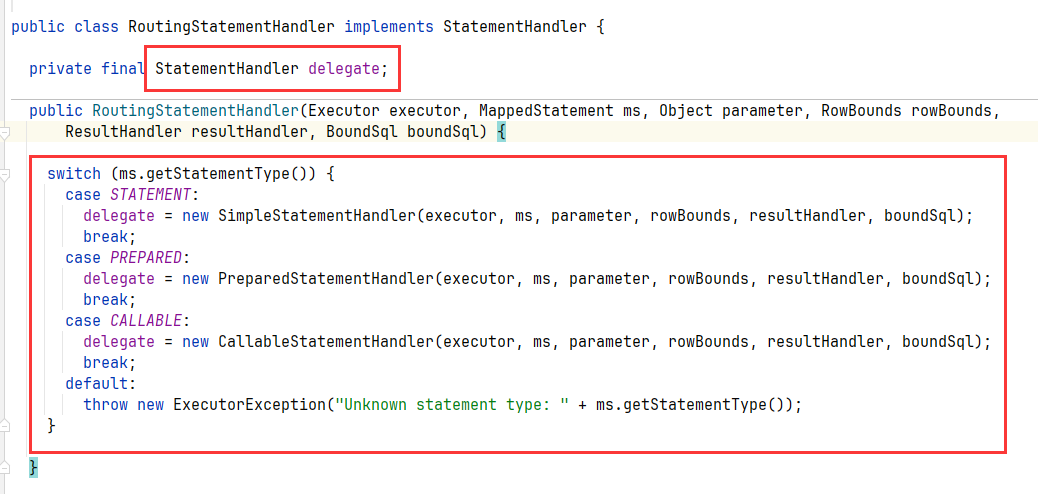 public class RoutingStatementHandler implements StatementHandler {
private final StatementHandler delegate;
public RoutingStatementHandler(Executor executor, MappedStatement ms, Object parameter, RowBounds rowBounds,
ResultHandler resultHandler, BoundSql boundSql) {
switch (ms.getStatementType()) {
case STATEMENT:
delegate = new SimpleStatementHandler(executor, ms, parameter, rowBounds, resultHandler, boundSql);
break;
case PREPARED:
delegate = new PreparedStatementHandler(executor, ms, parameter, rowBounds, resultHandler, boundSql);
break;
case CALLABLE:
delegate = new CallableStatementHandler(executor, ms, parameter, rowBounds, resultHandler, boundSql);
break;
default:
throw new ExecutorException("Unknown statement type: " + ms.getStatementType());
}
}